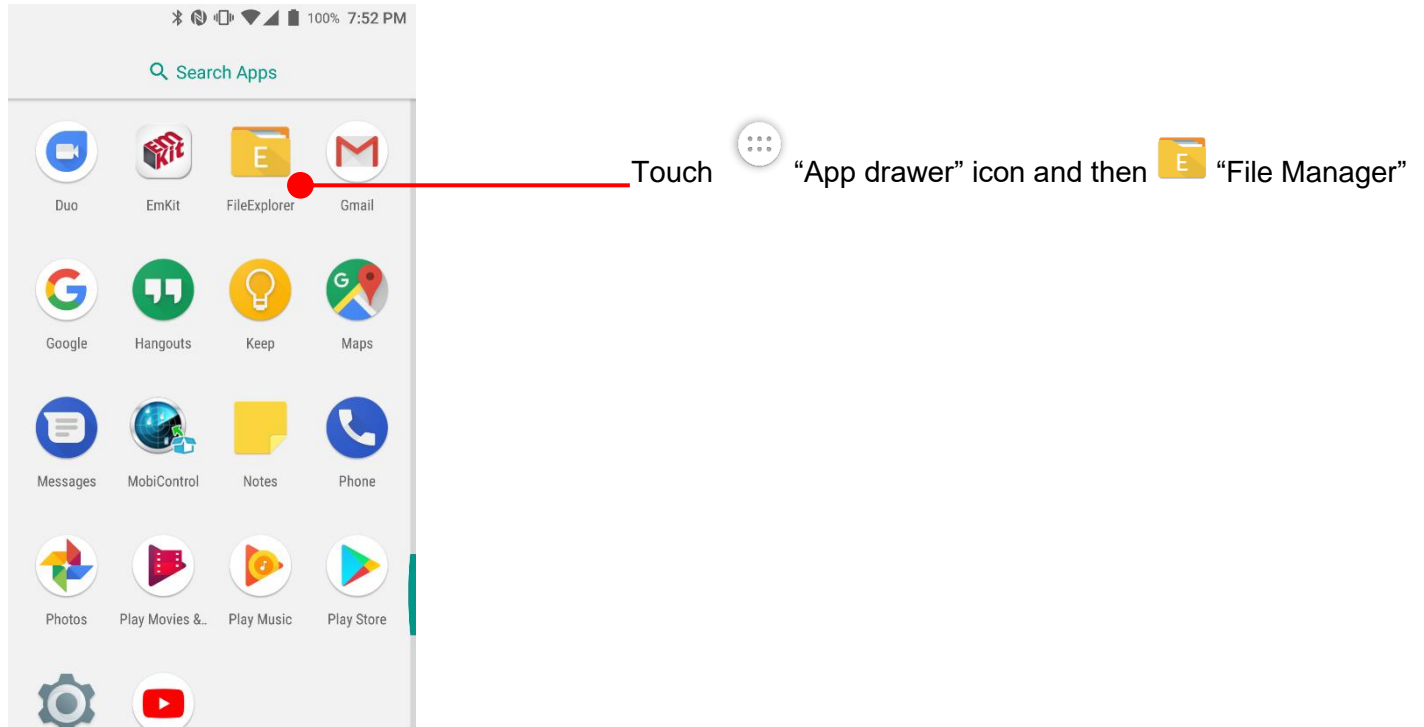 100% 7:52 PM
Search Apps
E
Touch "App drawer" icon and then E “File Manager”
Duo EmKit FileExplorer Gmail
G G
Google Hangouts Keep Maps
Messages MobiControl Notes Phone
Photos Play Movies &.. Play Music Play Store